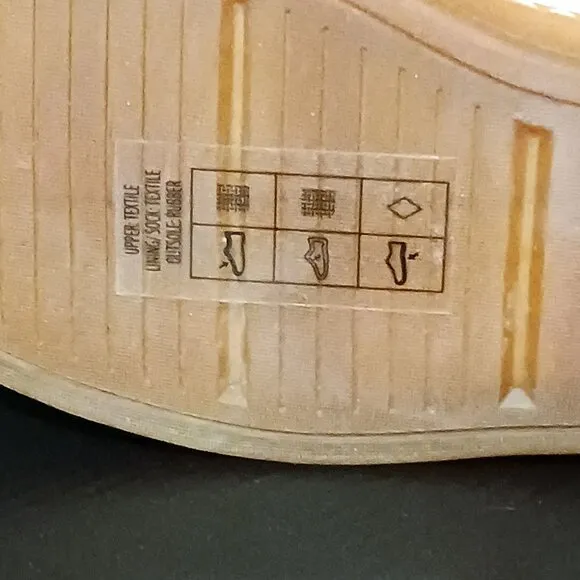 UPPER: TEXTILE
LINING/ SOCK: TEXTILE
OUTSOLE: RUBBER